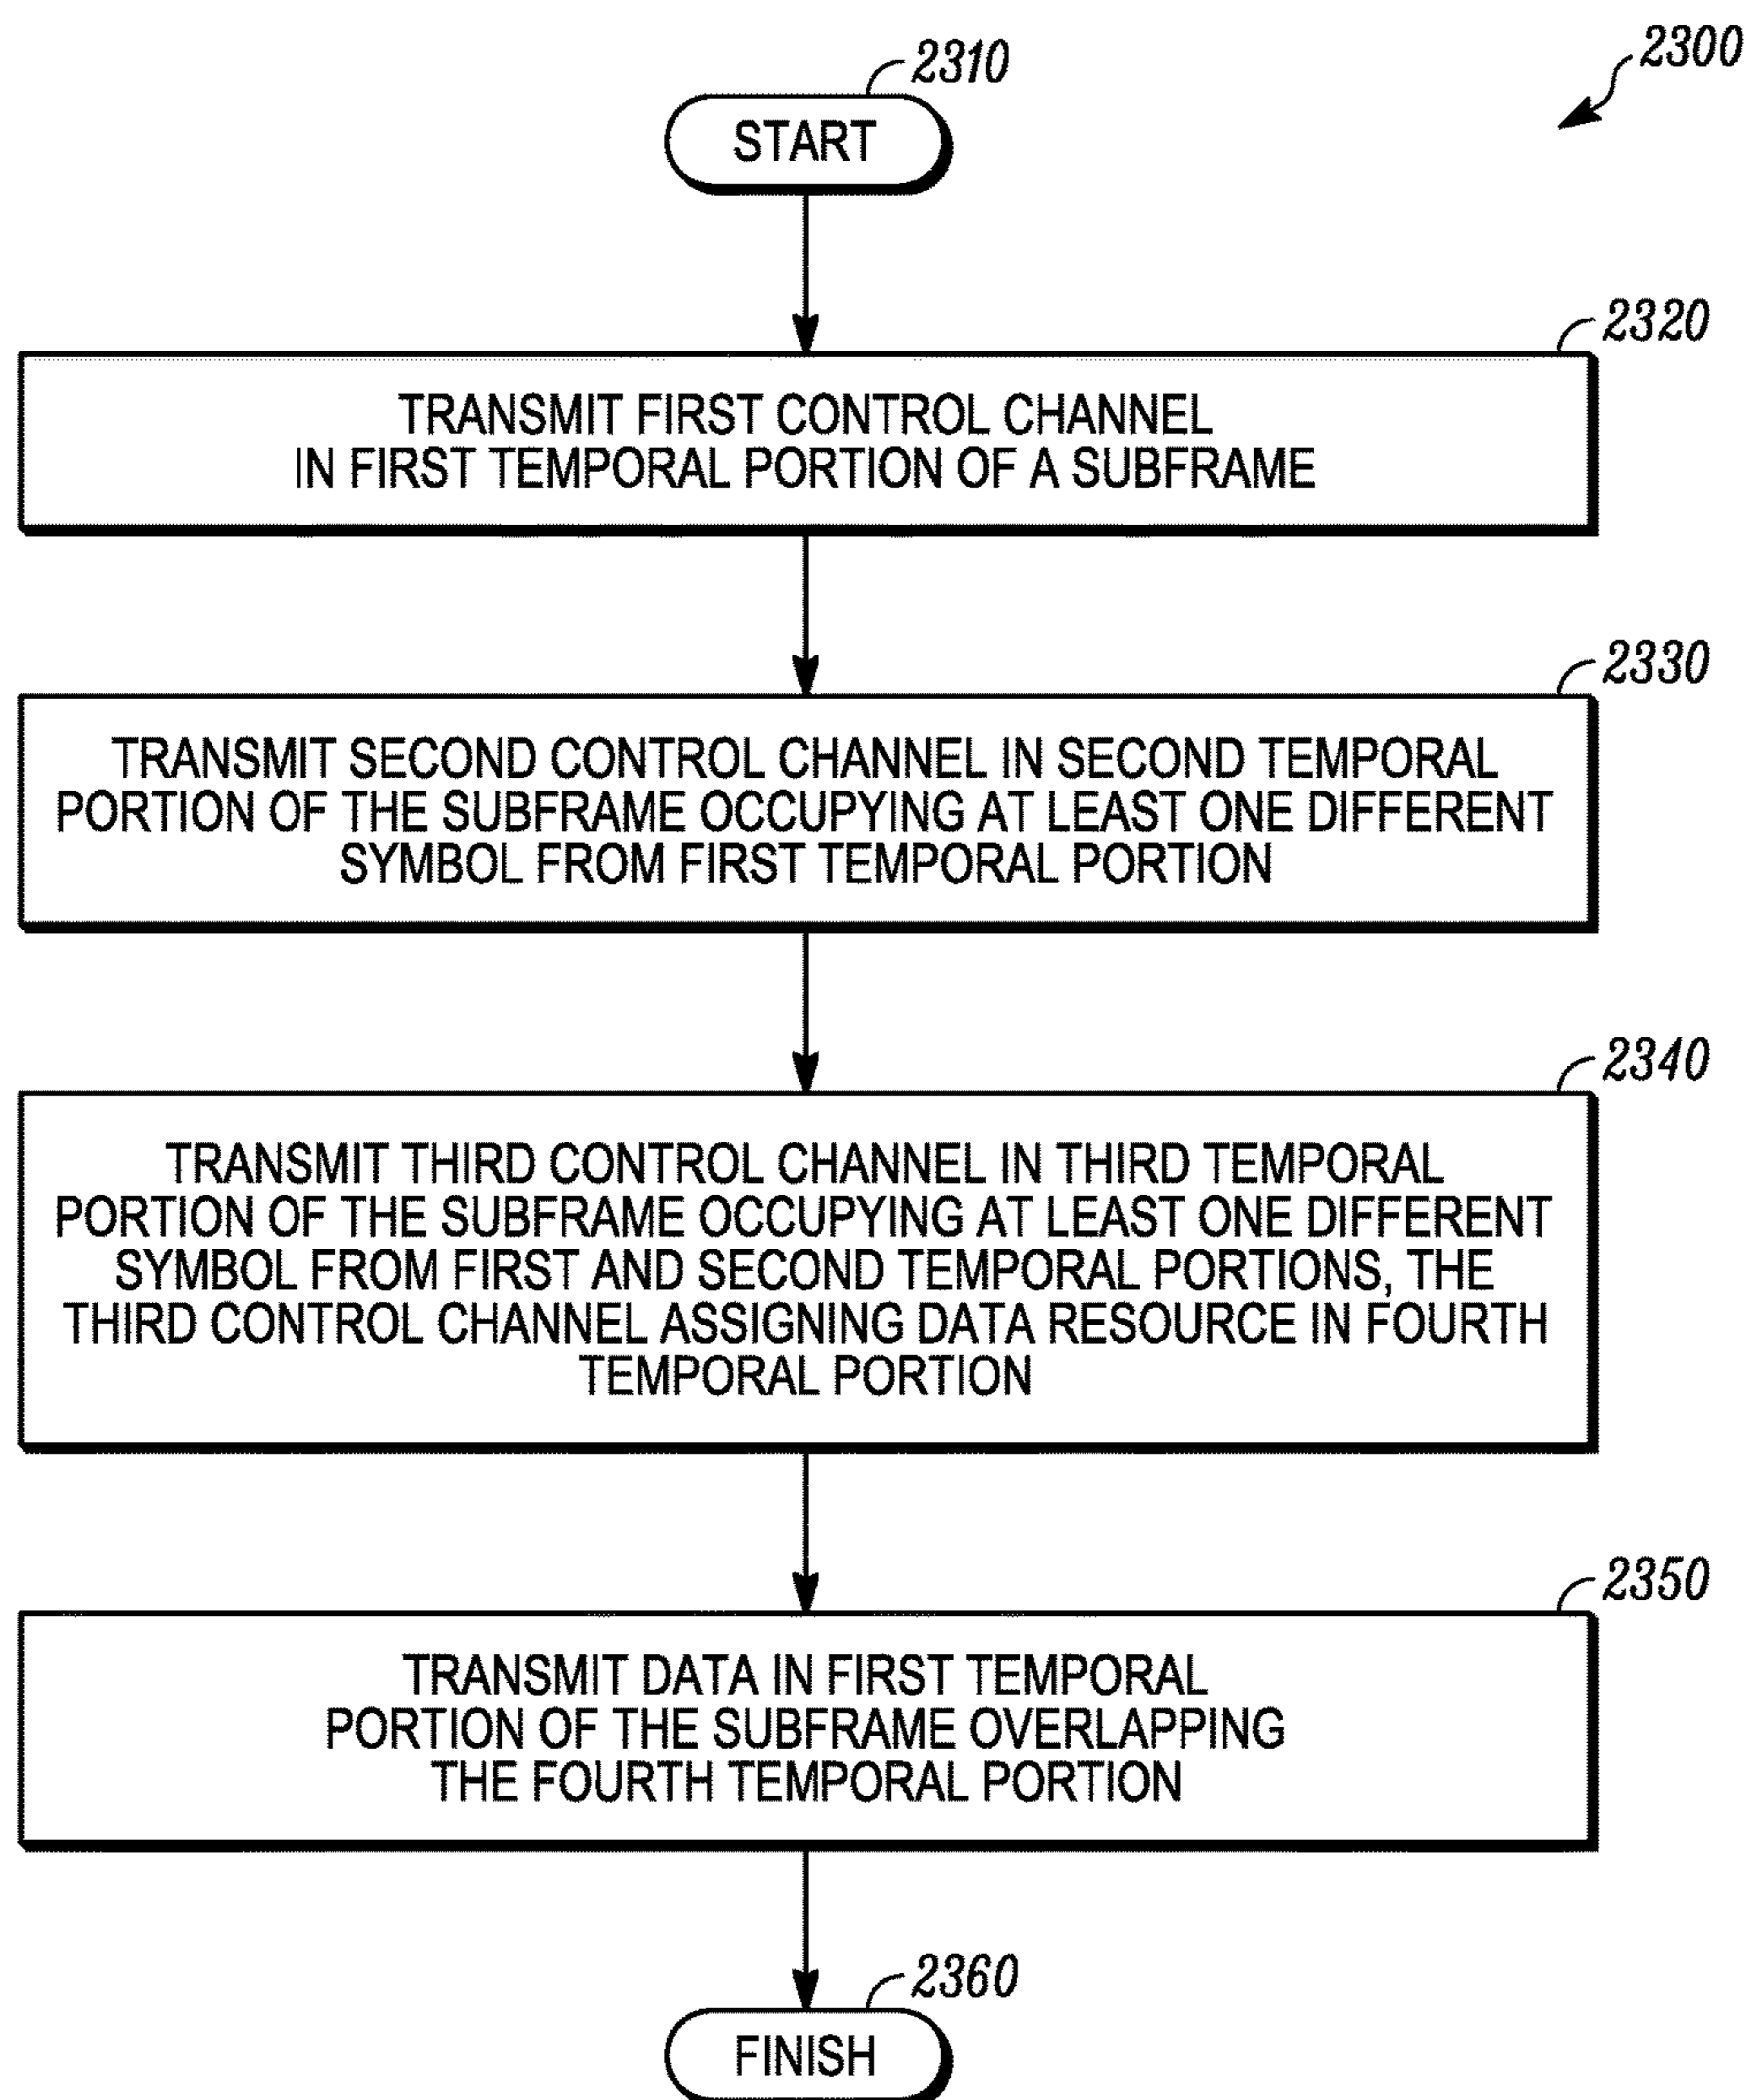 2300
2310
START
2320
TRANSMIT FIRST CONTROL CHANNEL
IN FIRST TEMPORAL PORTION OF A SUBFRAME
2330
TRANSMIT SECOND CONTROL CHANNEL IN SECOND TEMPORAL
PORTION OF THE SUBFRAME OCCUPYING AT LEAST ONE DIFFERENT
SYMBOL FROM FIRST TEMPORAL PORTION
2340
TRANSMIT THIRD CONTROL CHANNEL IN THIRD TEMPORAL
PORTION OF THE SUBFRAME OCCUPYING AT LEAST ONE DIFFERENT
SYMBOL FROM FIRST AND SECOND TEMPORAL PORTIONS, THE
THIRD CONTROL CHANNEL ASSIGNING DATA RESOURCE IN FOURTH
TEMPORAL PORTION
2350
TRANSMIT DATA IN FIRST TEMPORAL
PORTION OF THE SUBFRAME OVERLAPPING
THE FOURTH TEMPORAL PORTION
2360
FINISH